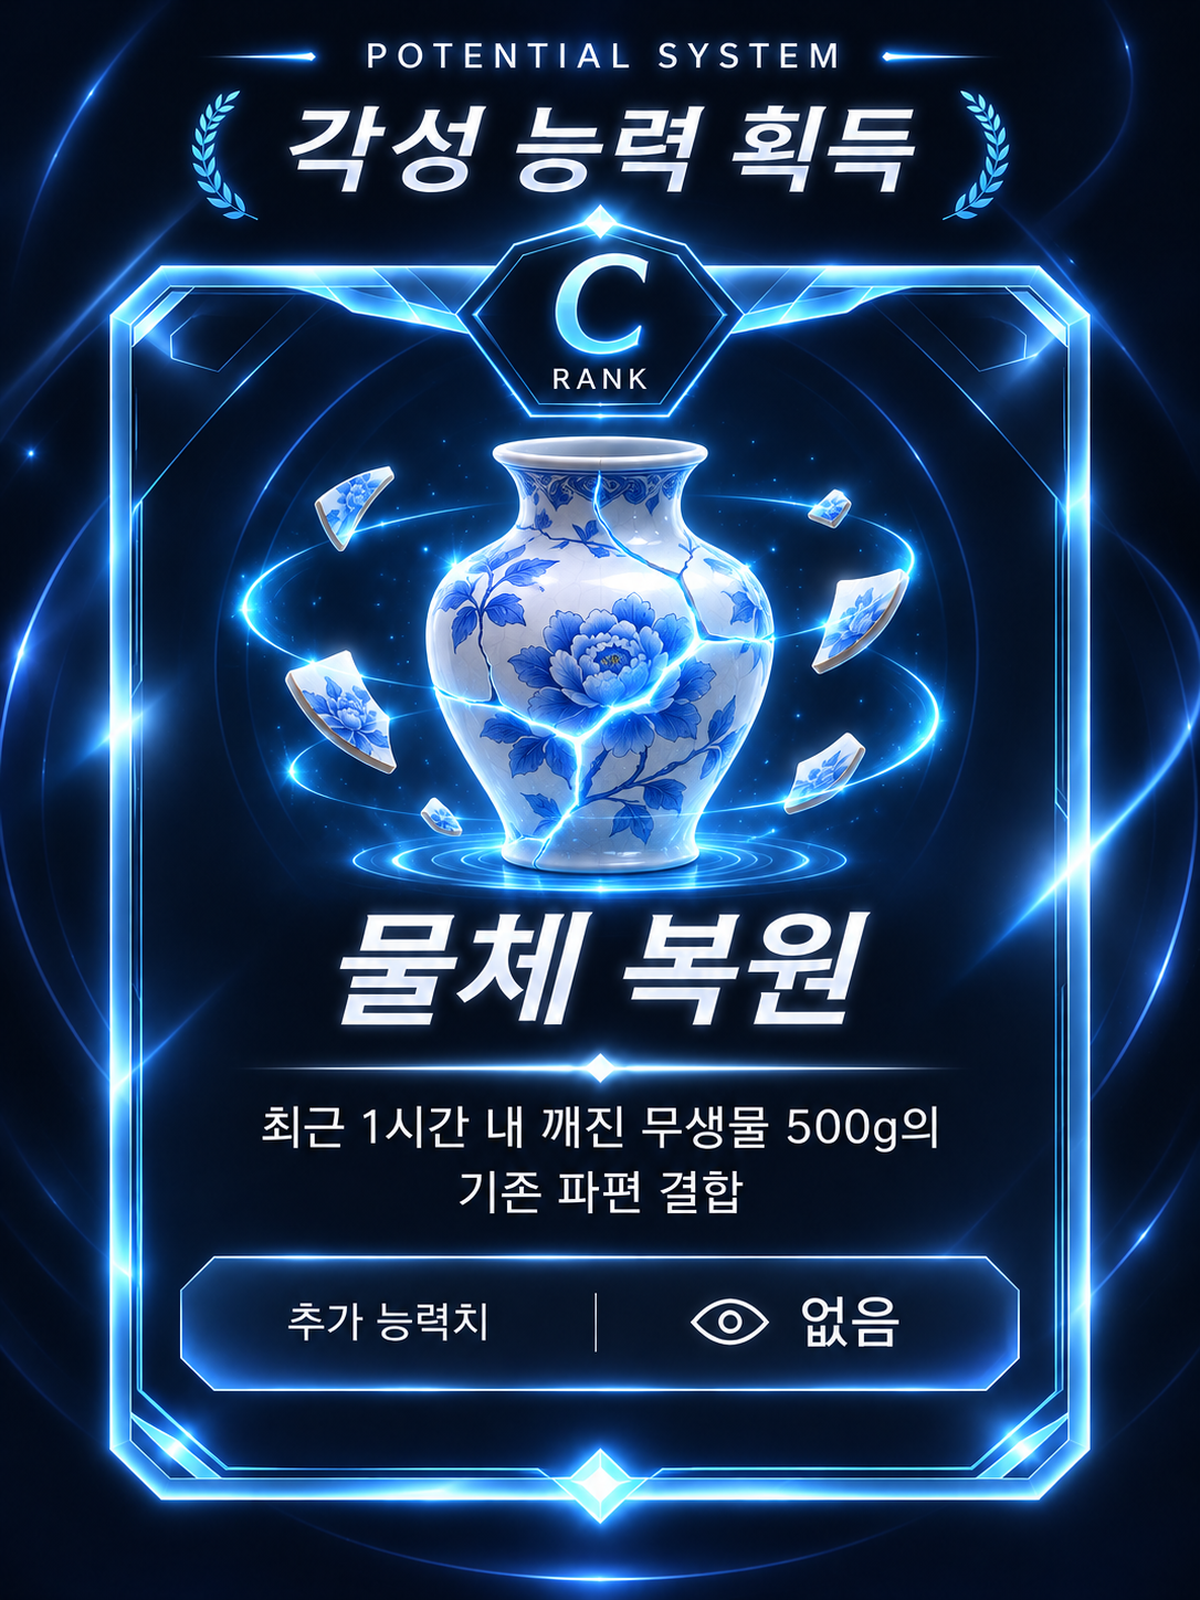 POTENTIAL SYSTEM
각성 능력 획득
C
RANK
물체 복원
최근 1시간 내 깨진 무생물 500g의
기존 파편 결합
추가 능력치
없음